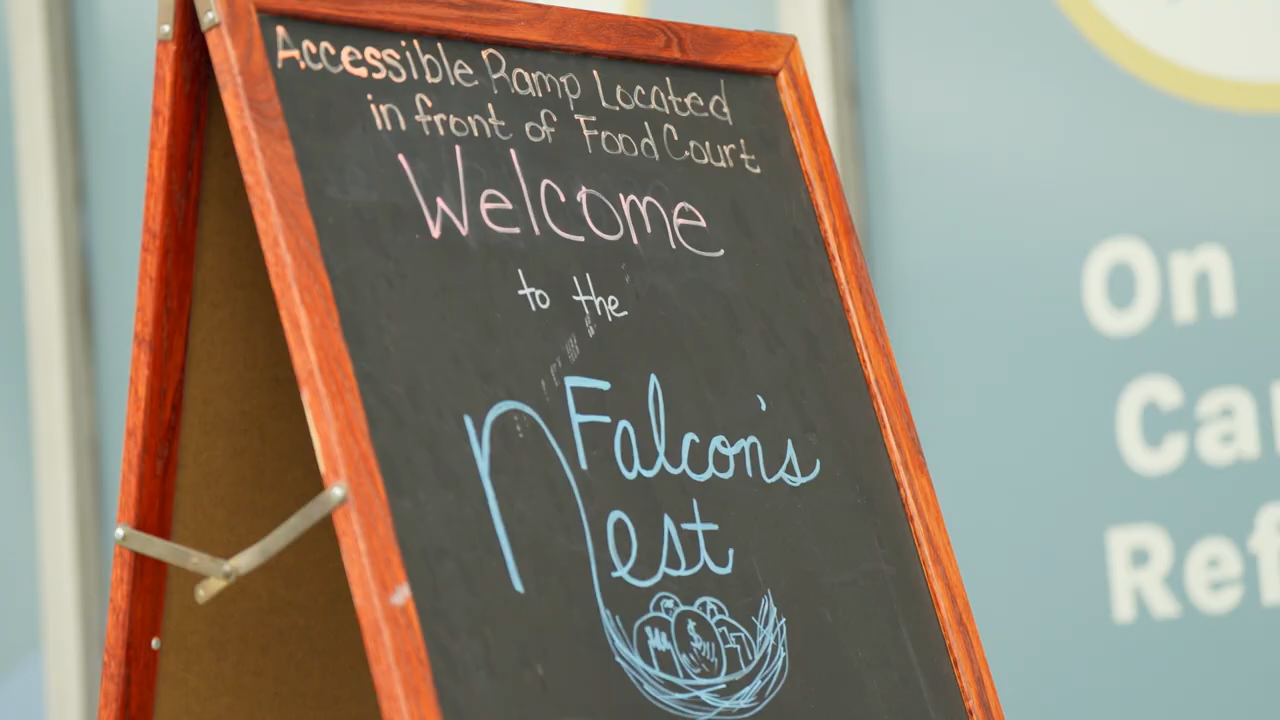 Accessible Ramp Located
in front of Food Court
Welcome
to the
Falcon's
nest
$
On
Ca
Ref